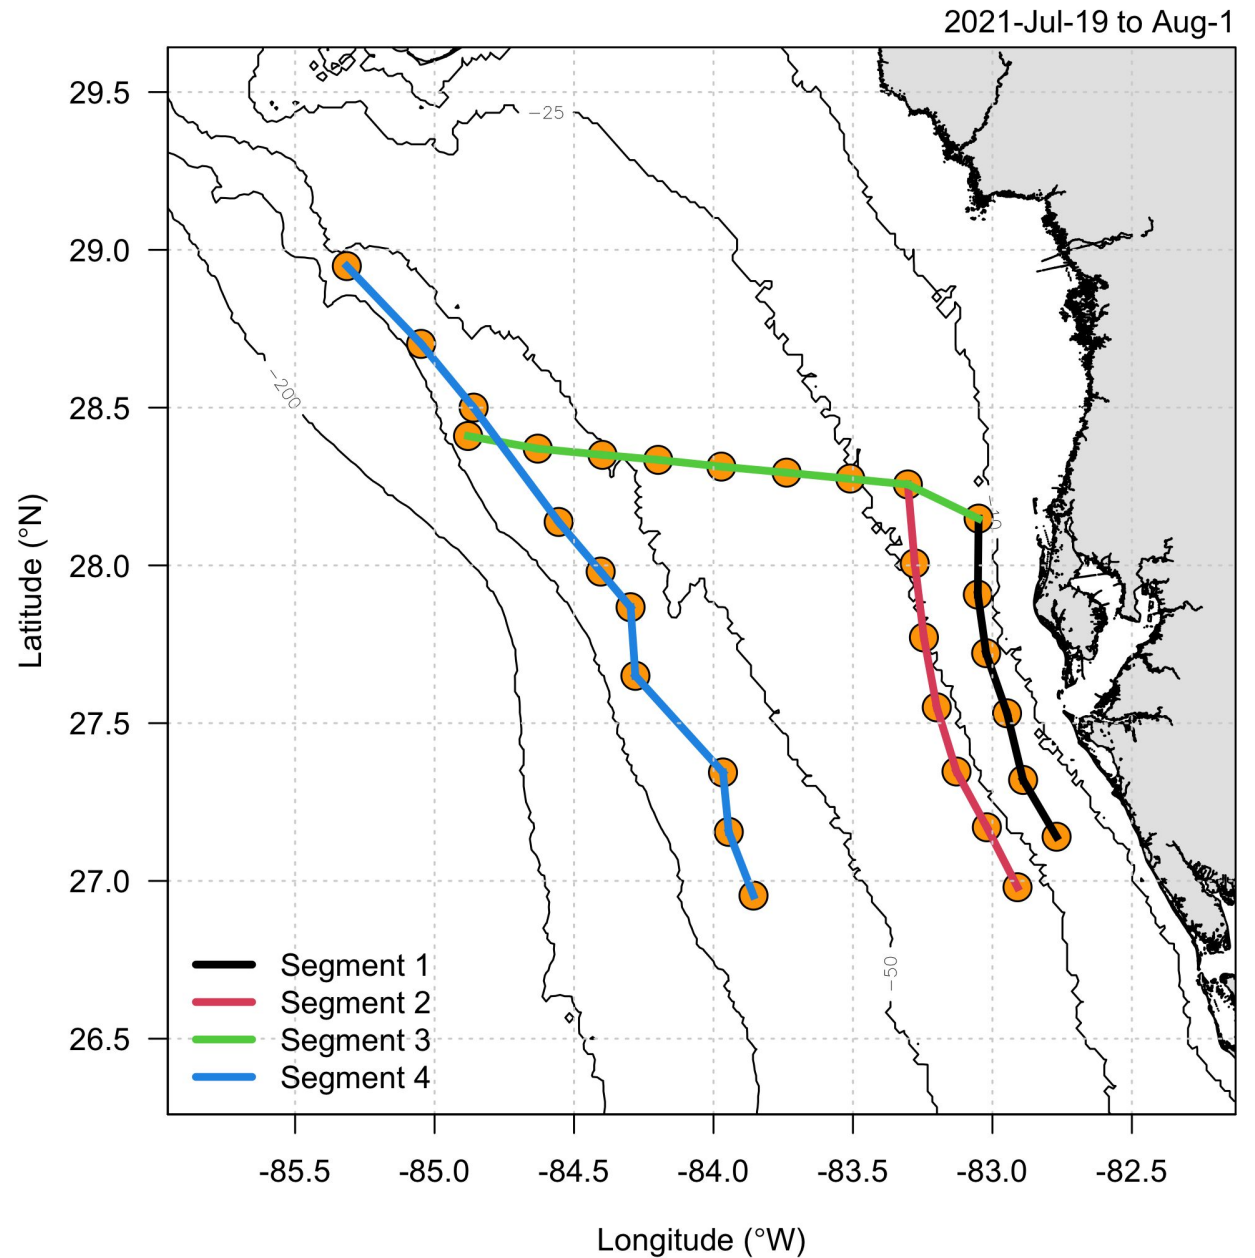 2021-Jul-19 to Aug-1
29.5
29.0
28.5
28.0
27.5
27.0
26.5
Latitude (°N)
−25
−200
−10
−50
Segment 1
Segment 2
Segment 3
Segment 4
-85.5 -85.0 -84.5 -84.0 -83.5 -83.0 -82.5
Longitude (°W)